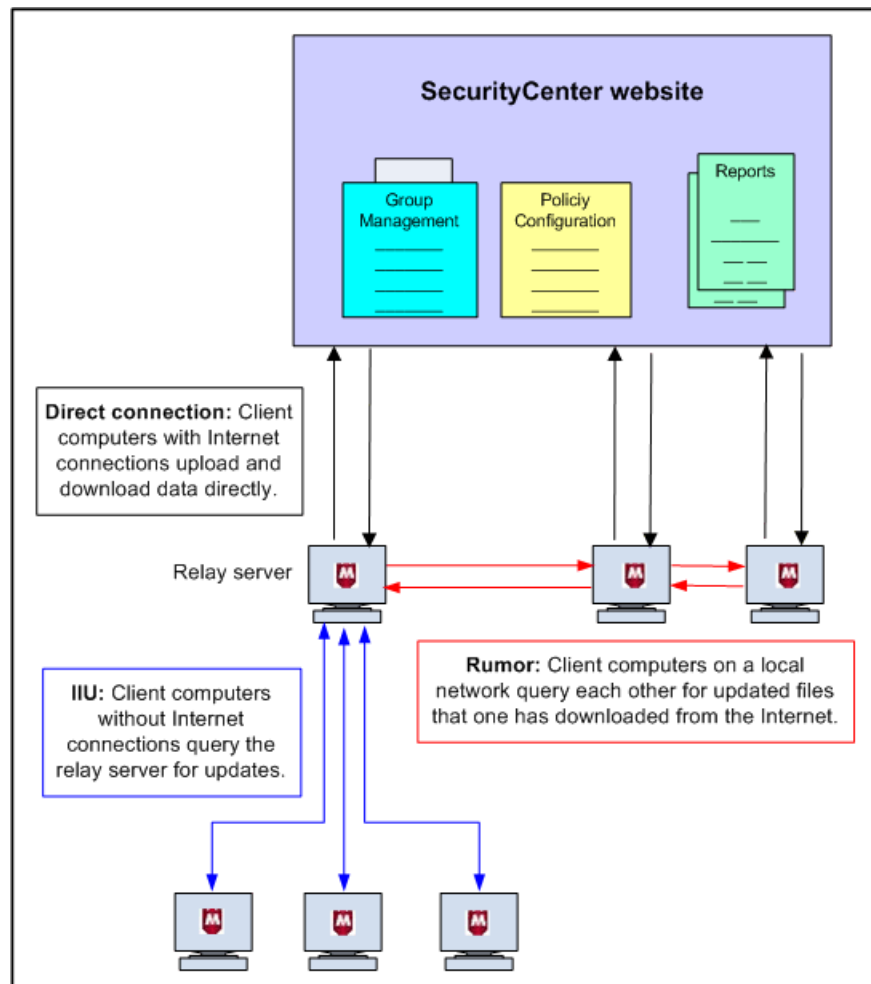 SecurityCenter website
Group
Management
Policiy
Configuration
Reports
Direct connection: Client
computers with Internet
connections upload and
download data directly.
Relay server
M
M
M
Rumor: Client computers on a local
network query each other for updated files
that one has downloaded from the Internet.
IIU: Client computers
without Internet
connections query the
relay server for updates.
M
M
M